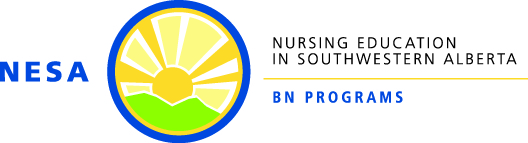 NESA
NURSING EDUCATION
IN SOUTHWESTERN ALBERTA
BN PROGRAMS